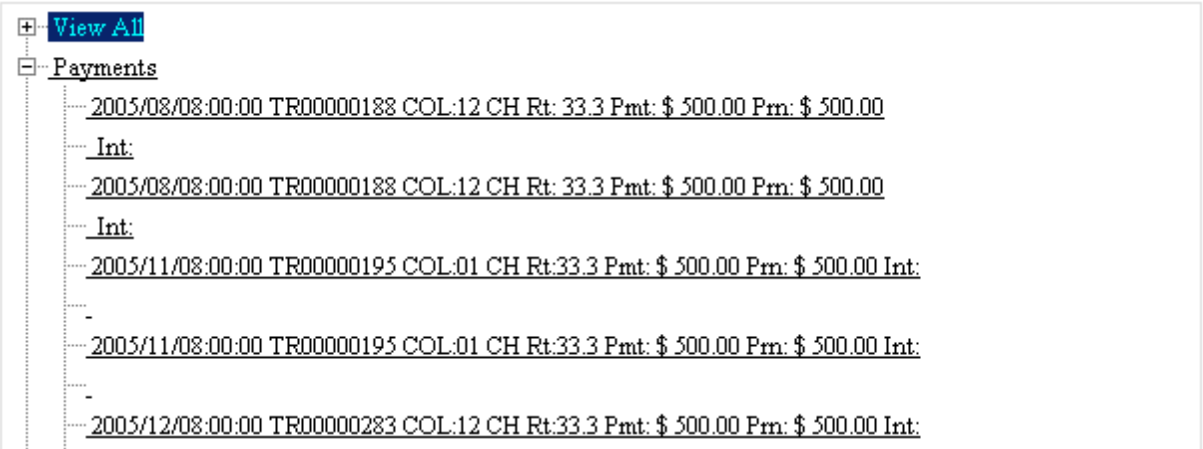 View All
Payments
2005/08/08:00:00 TR00000188 COL:12 CH Rt: 33.3 Pmt: $ 500.00 Prn: $ 500.00
Int:
2005/08/08:00:00 TR00000188 COL:12 CH Rt: 33.3 Pmt: $ 500.00 Prn: $ 500.00
Int:
2005/11/08:00:00 TR00000195 COL:01 CH Rt:33.3 Pmt: $ 500.00 Prn: $ 500.00 Int:
2005/11/08:00:00 TR00000195 COL:01 CH Rt:33.3 Pmt: $ 500.00 Prn: $ 500.00 Int:
2005/12/08:00:00 TR00000283 COL:12 CH Rt:33.3 Pmt: $ 500.00 Prn: $ 500.00 Int: